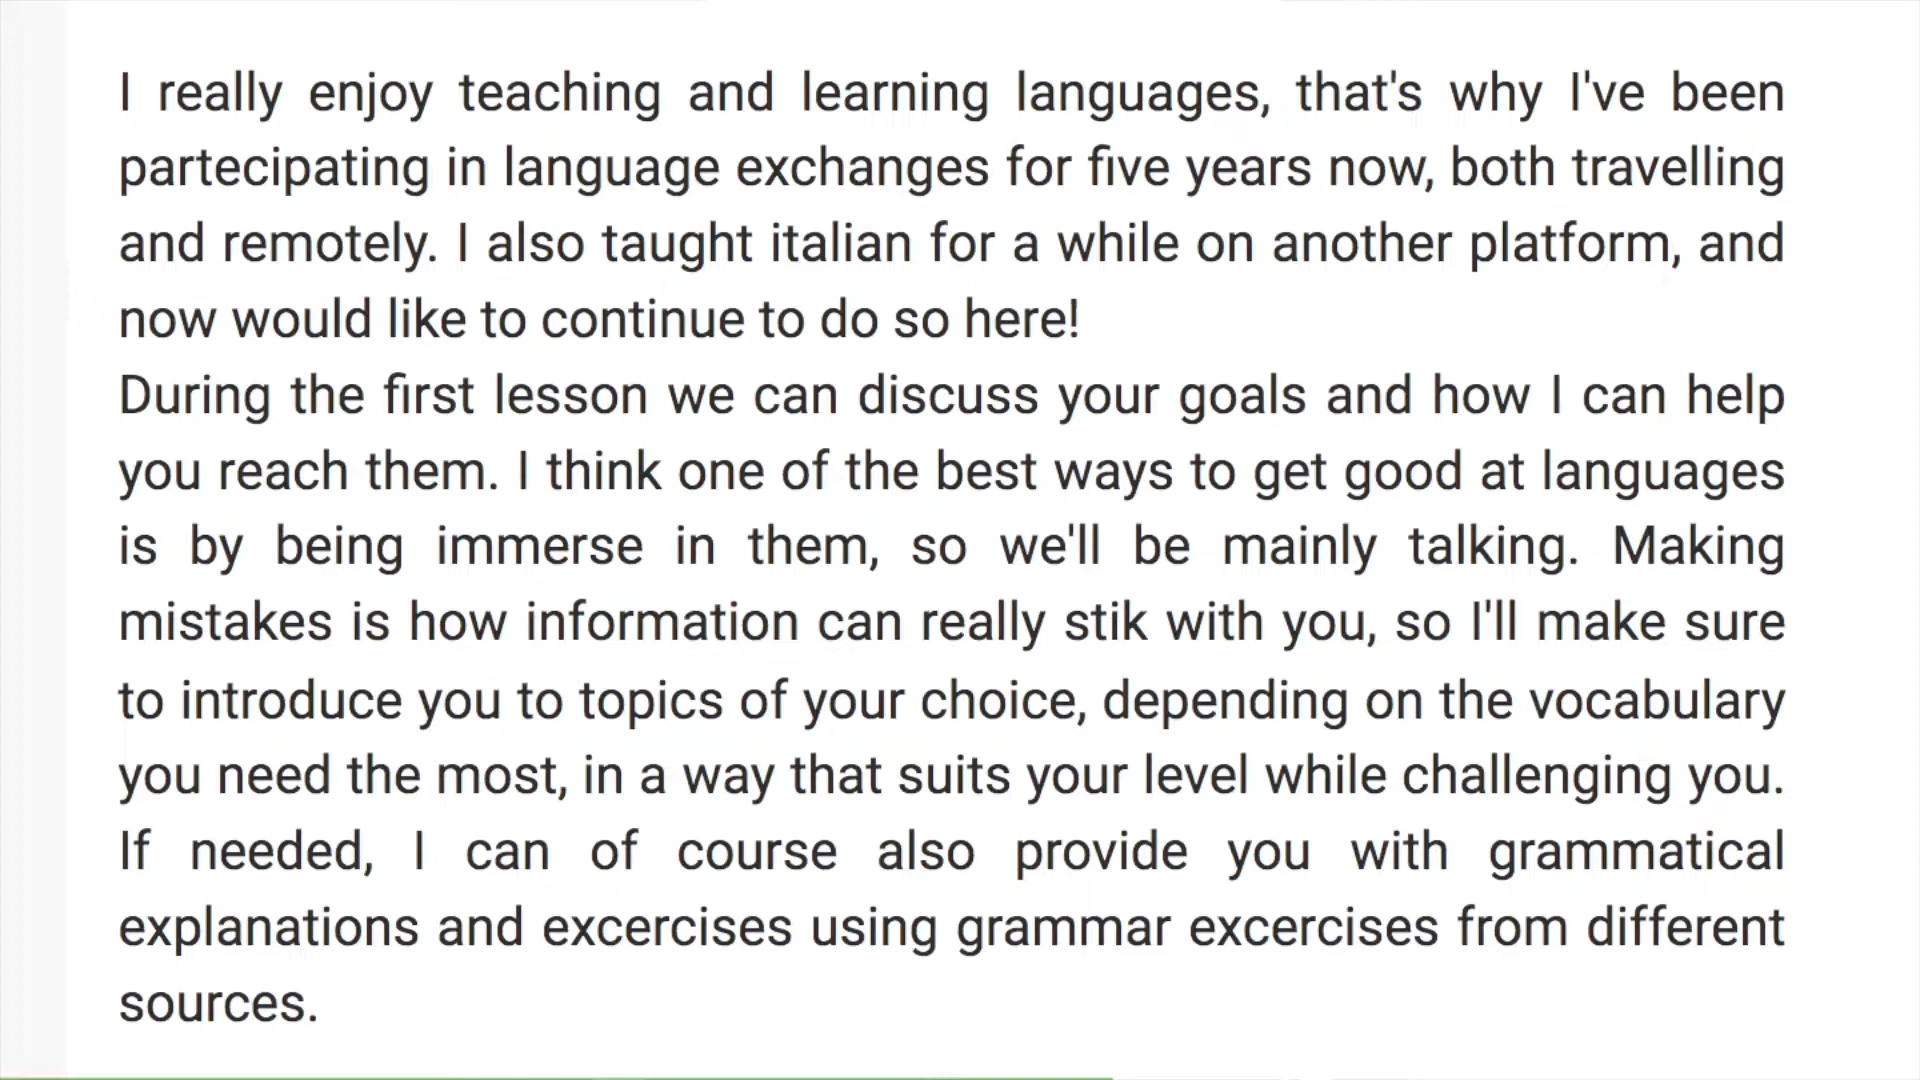 I really enjoy teaching and learning languages, that's why I've been
partecipating in language exchanges for five years now, both travelling
and remotely. I also taught italian for a while on another platform, and
now would like to continue to do so here!
During the first lesson we can discuss your goals and how I can help
you reach them. I think one of the best ways to get good at languages
is by being immerse in them, so we'll be mainly talking. Making
mistakes is how information can really stik with you, so I'll make sure
to introduce you to topics of your choice, depending on the vocabulary
you need the most, in a way that suits your level while challenging you.
If needed, I can of course also provide you with grammatical
explanations and excercises using grammar excercises from different
sources.